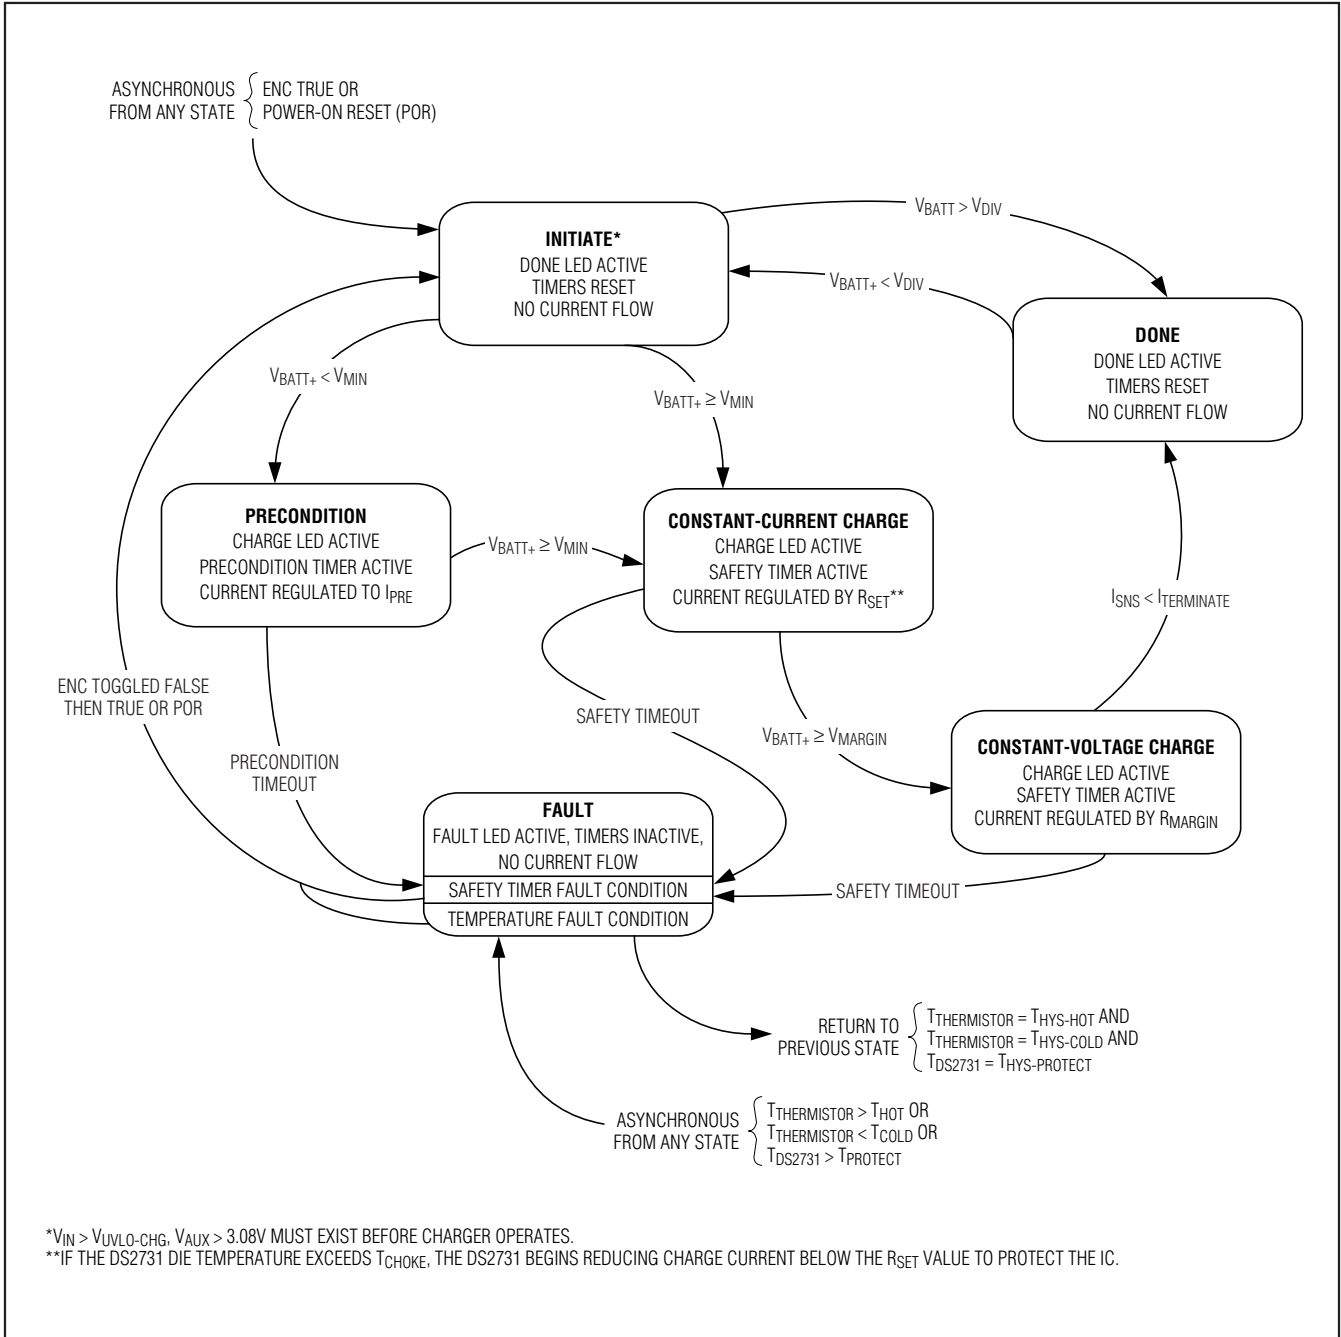 ASYNCHRONOUS
FROM ANY STATE
ENC TRUE OR
POWER-ON RESET (POR)
INITIATE*
DONE LED ACTIVE
TIMERS RESET
NO CURRENT FLOW
VBATT > VDIV
VBATT+ < VDIV
DONE
DONE LED ACTIVE
TIMERS RESET
NO CURRENT FLOW
VBATT+ < VMIN
VBATT+ ≥ VMIN
PRECONDITION
CHARGE LED ACTIVE
PRECONDITION TIMER ACTIVE
CURRENT REGULATED TO IPRE
VBATT+ ≥ VMIN
CONSTANT-CURRENT CHARGE
CHARGE LED ACTIVE
SAFETY TIMER ACTIVE
CURRENT REGULATED BY RSET**
ISNS < ITERMINATE
ENC TOGGLED FALSE
THEN TRUE OR POR
PRECONDITION
TIMEOUT
SAFETY TIMEOUT
VBATT+ ≥ VMARGIN
CONSTANT-VOLTAGE CHARGE
CHARGE LED ACTIVE
SAFETY TIMER ACTIVE
CURRENT REGULATED BY RMARGIN
FAULT
FAULT LED ACTIVE, TIMERS INACTIVE,
NO CURRENT FLOW
SAFETY TIMER FAULT CONDITION
TEMPERATURE FAULT CONDITION
SAFETY TIMEOUT
RETURN TO
PREVIOUS STATE
TTHERMISTOR = THYS-HOT AND
TTHERMISTOR = THYS-COLD AND
TDS2731 = THYS-PROTECT
ASYNCHRONOUS
FROM ANY STATE
TTHERMISTOR > THOT OR
TTHERMISTOR < TCOLD OR
TDS2731 > TPROTECT
*VIN > VUVLO-CHG, VAUX > 3.08V MUST EXIST BEFORE CHARGER OPERATES.
**IF THE DS2731 DIE TEMPERATURE EXCEEDS TCHOKE, THE DS2731 BEGINS REDUCING CHARGE CURRENT BELOW THE RSET VALUE TO PROTECT THE IC.